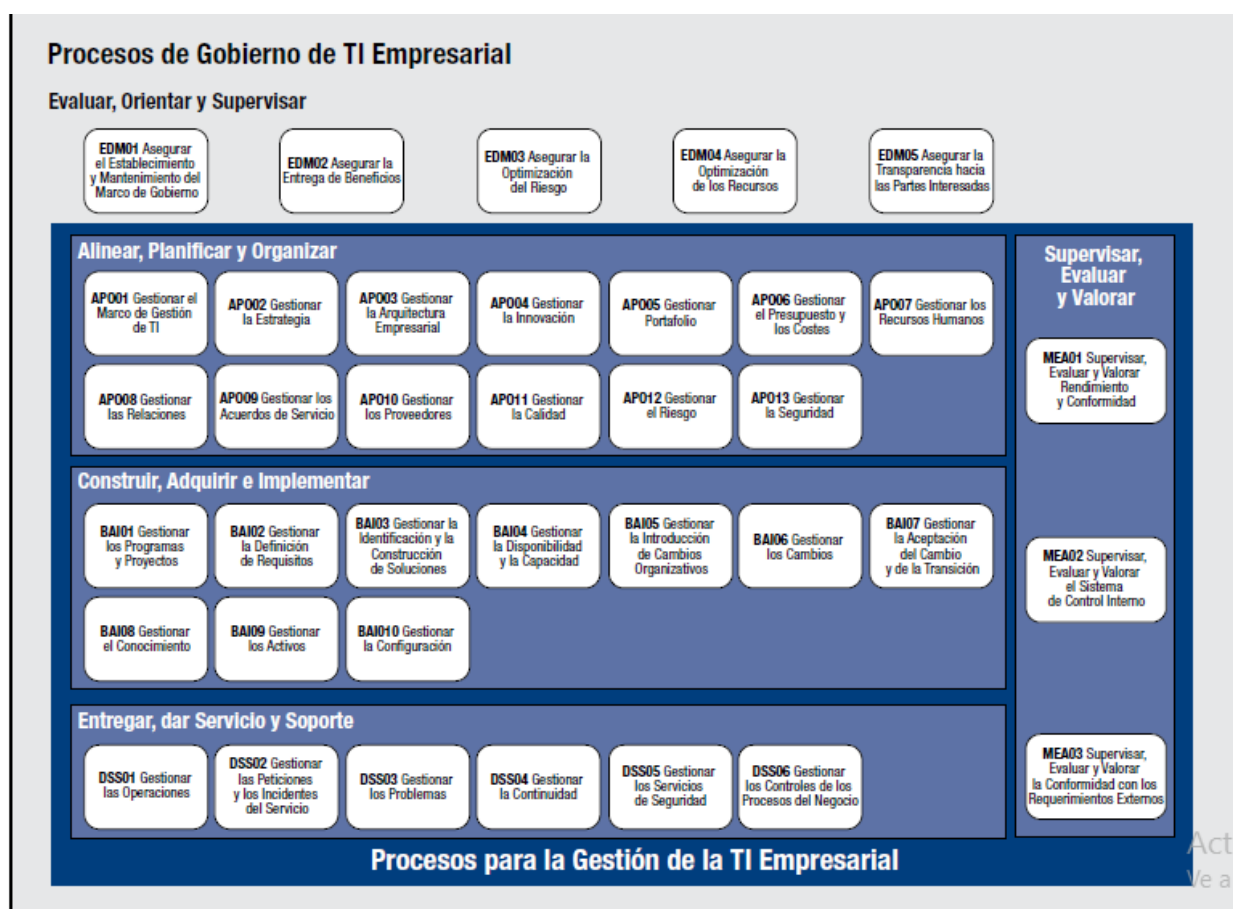 Procesos de Gobierno de TI Empresarial
Evaluar, Orientar y Supervisar
EDM01 Asegurar
el Establecimiento
y Mantenimiento del
Marco de Gobierno
EDM02 Asegurar la
Entrega de Beneficios
EDM03 Asegurar la
Optimización
del Riesgo
EDM04 Asegurar la
Optimización
de los Recursos
EDM05 Asegurar la
Transparencia hacia
las Partes Interesadas
Alinear, Planificar y Organizar
APO01 Gestionar el
Marco de Gestión
de TI
APO02 Gestionar
la Estrategia
APO03 Gestionar
la Arquitectura
Empresarial
APO04 Gestionar
la Innovación
APO05 Gestionar
Portafolio
APO06 Gestionar
el Presupuesto y
los Costes
APO07 Gestionar los
Recursos Humanos
APO08 Gestionar
las Relaciones
APO09 Gestionar los
Acuerdos de Servicio
APO10 Gestionar
los Proveedores
APO11 Gestionar
la Calidad
APO12 Gestionar
el Riesgo
APO13 Gestionar
la Seguridad
Construir, Adquirir e Implementar
BAI01 Gestionar
los Programas
y Proyectos
BAI02 Gestionar
la Definición
de Requisitos
BAI03 Gestionar la
Identificación y la
Construcción
de Soluciones
BAI04 Gestionar
la Disponibilidad
y la Capacidad
BAI05 Gestionar
la Introducción
de Cambios
Organizativos
BAI06 Gestionar
los Cambios
BAI07 Gestionar
la Aceptación
del Cambio
y de la Transición
BAI08 Gestionar
el Conocimiento
BAI09 Gestionar
los Activos
BAI010 Gestionar
la Configuración
Entregar, dar Servicio y Soporte
DSS01 Gestionar
las Operaciones
DSS02 Gestionar
las Peticiones
y los Incidentes
del Servicio
DSS03 Gestionar
los Problemas
DSS04 Gestionar
la Continuidad
DSS05 Gestionar
los Servicios
de Seguridad
DSS06 Gestionar
los Controles de los
Procesos del Negocio
Supervisar,
Evaluar
y Valorar
MEA01 Supervisar,
Evaluar y Valorar
Rendimiento
y Conformidad
MEA02 Supervisar,
Evaluar y Valorar
el Sistema
de Control Interno
MEA03 Supervisar,
Evaluar y Valorar
la Conformidad con los
Requerimientos Externos
Procesos para la Gestión de la TI Empresarial
Act
Ve a